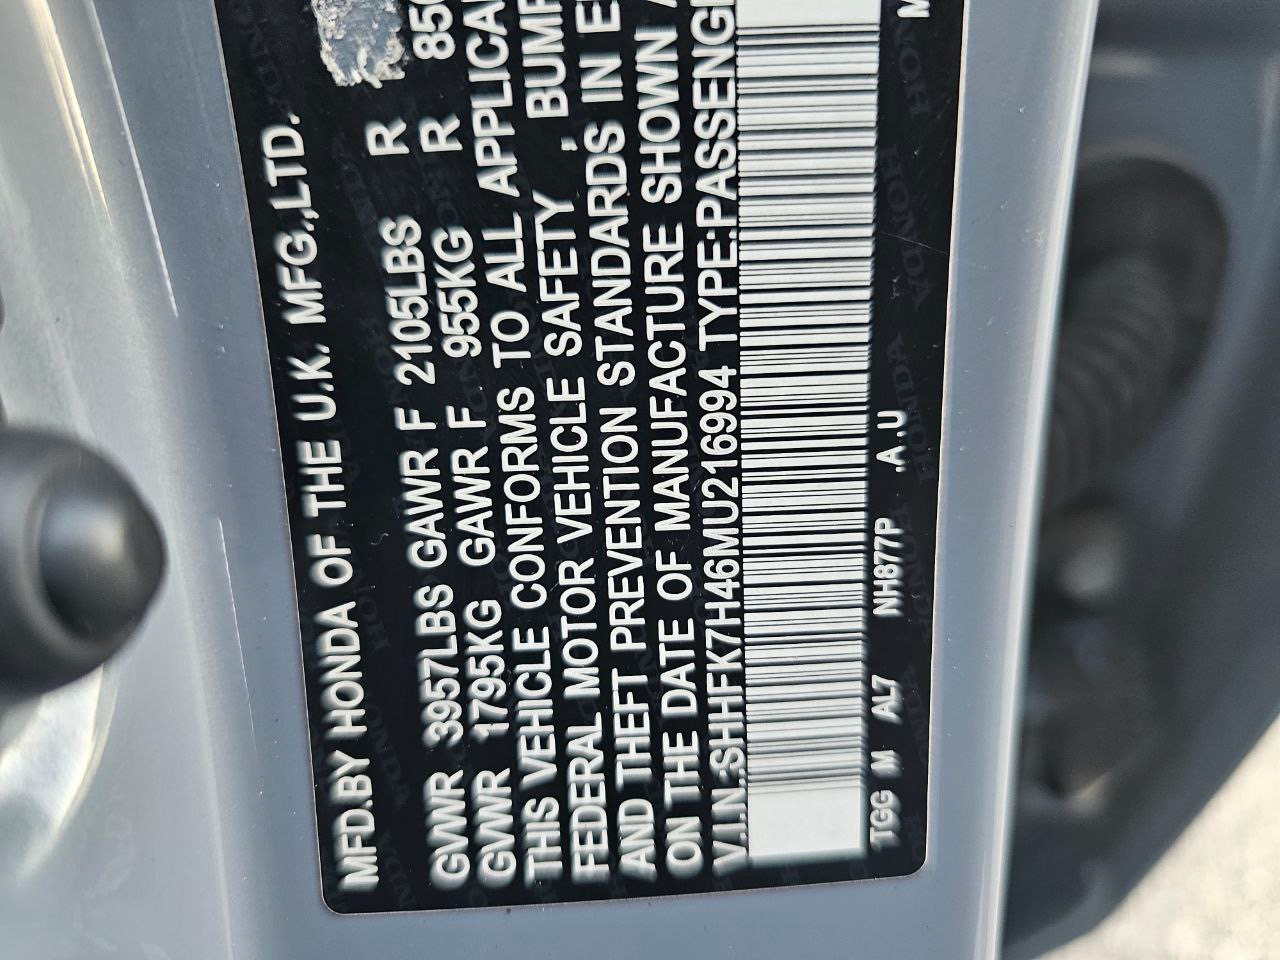 MFD.BY HONDA OF THE U.K. MFG.,LTD.
GVWR 3957LBS GAWR F 2105LBS R
GVWR 1795KG GAWR F 955KG R 850
THIS VEHICLE CONFORMS TO ALL APPLICA
FEDERAL MOTOR VEHICLE SAFETY , BUMP
AND THEFT PREVENTION STANDARDS IN E
ON THE DATE OF MANUFACTURE SHOWN A
V.I.N.:SHHFK7H46MU216994 TYPE:PASSENGE
TGG M AL7 NH877P .A.U M